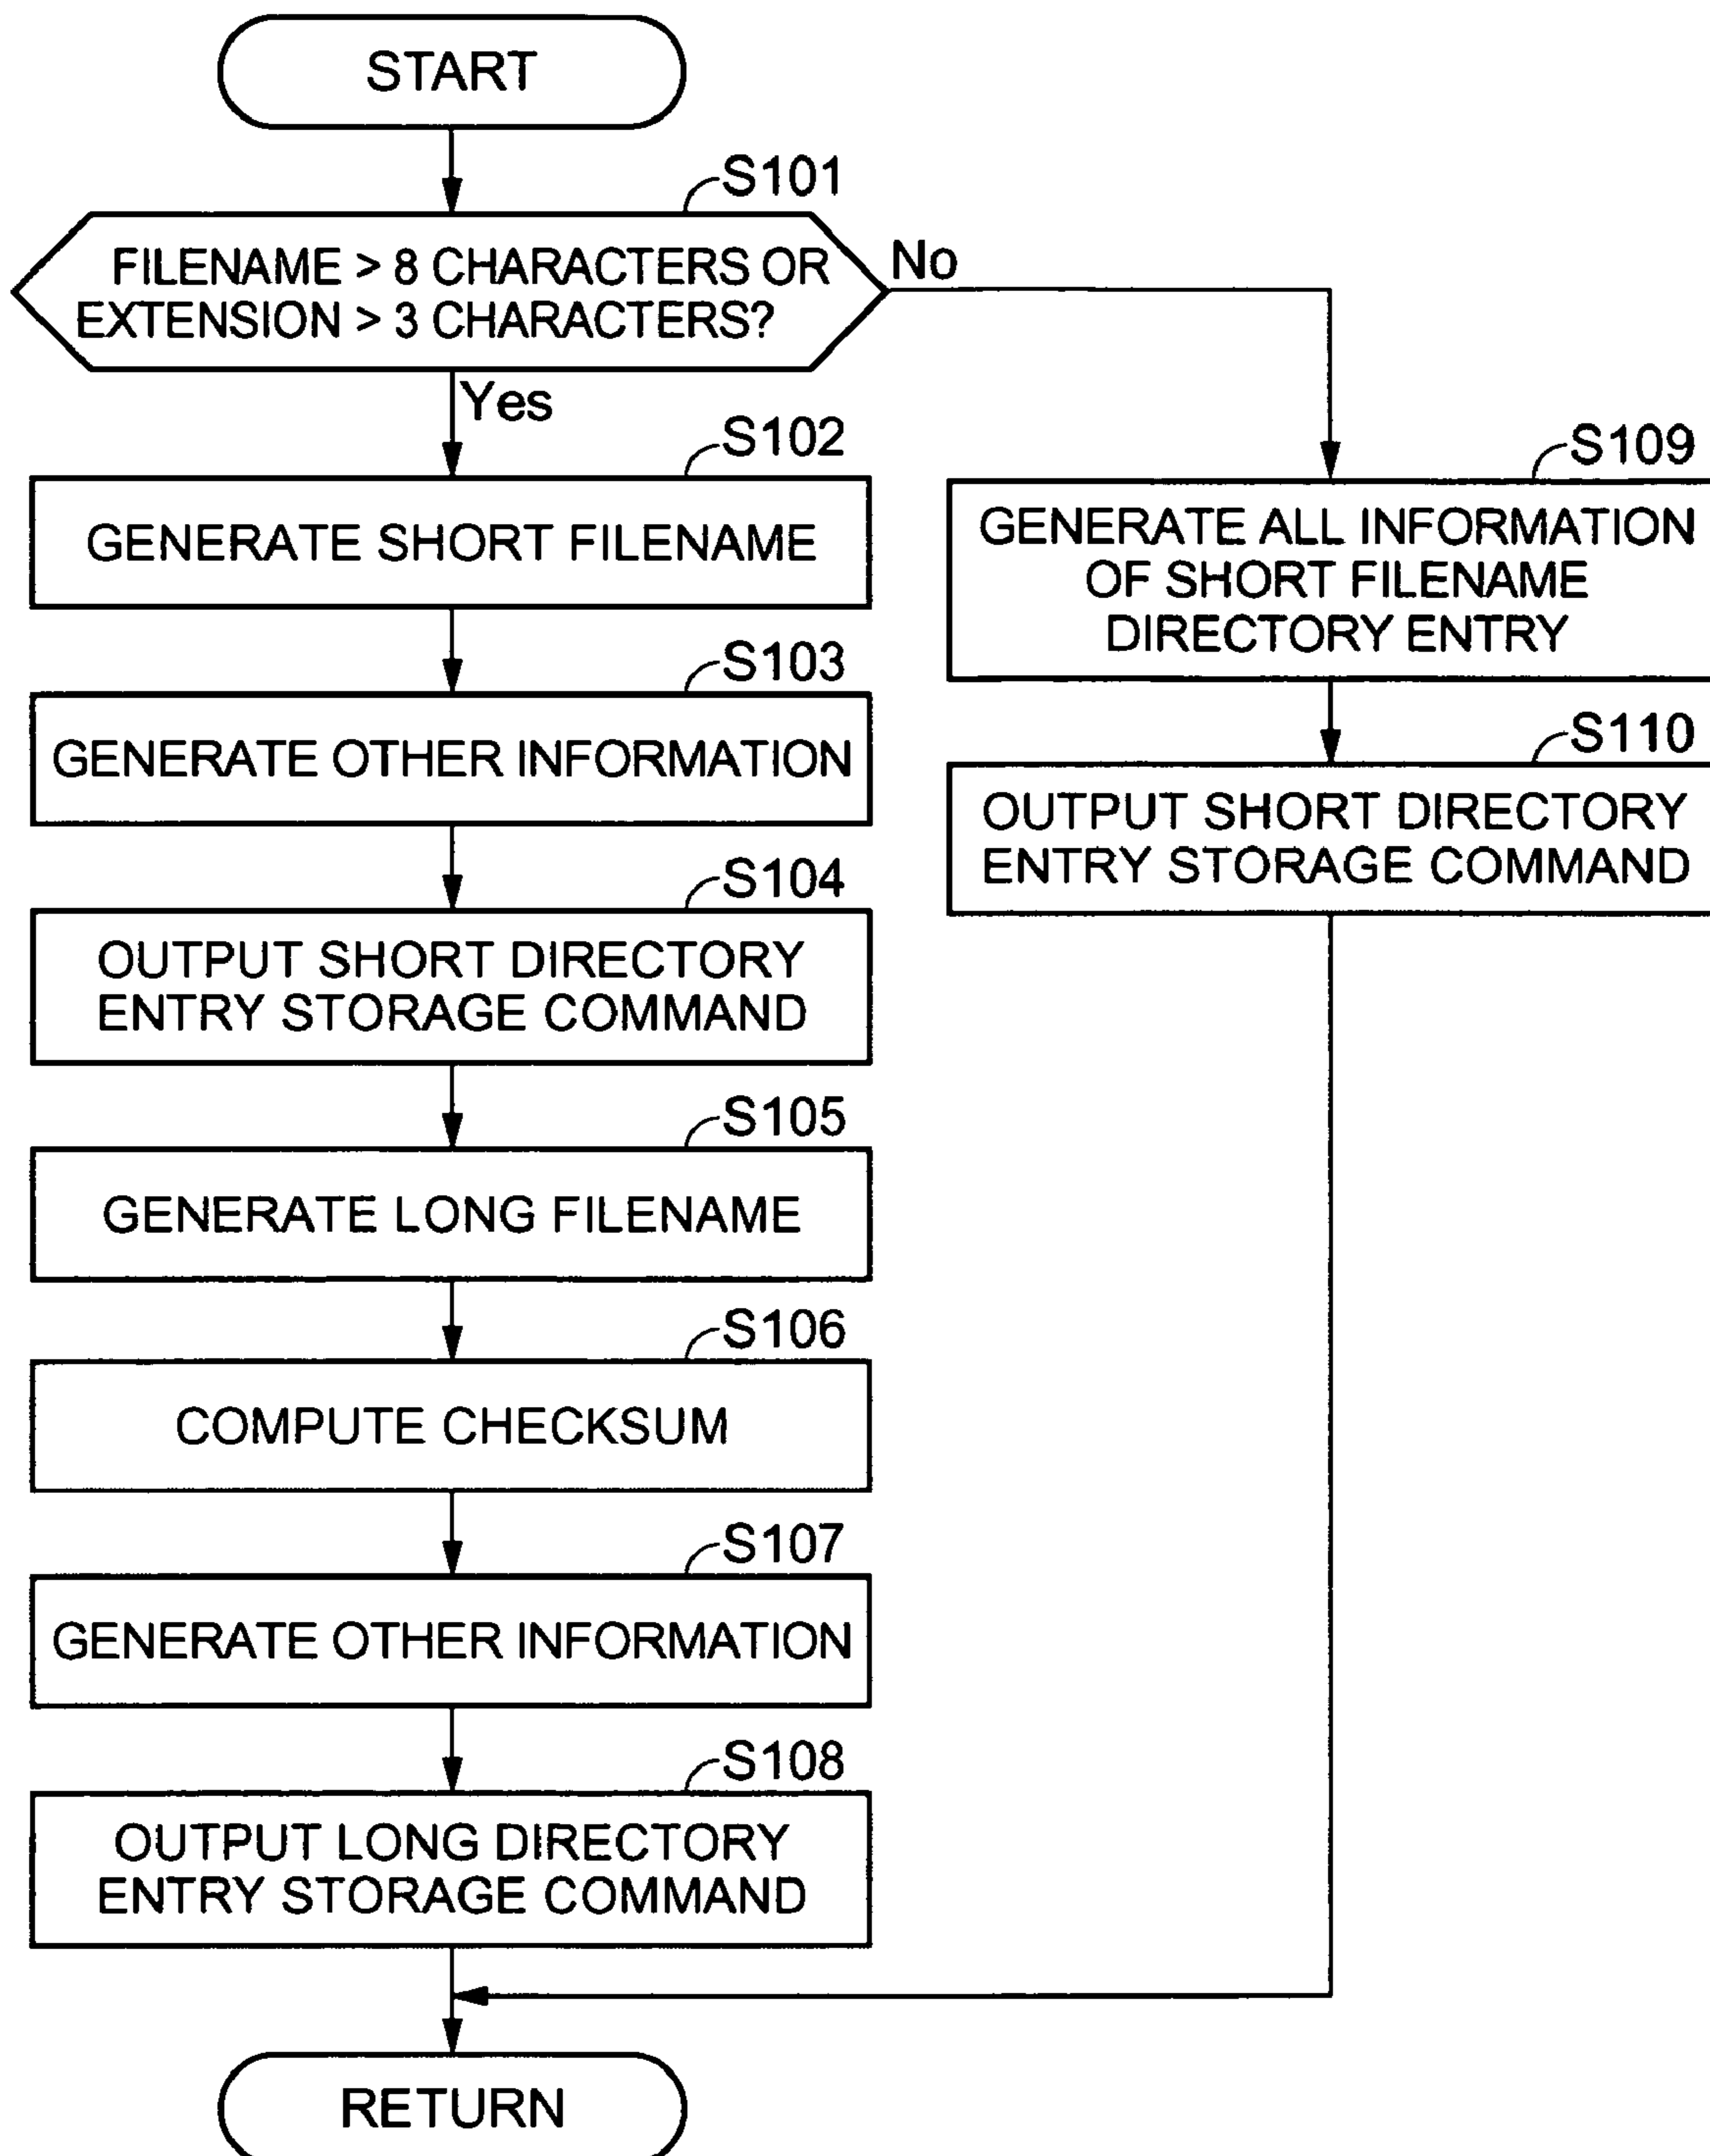 START
S101
FILENAME > 8 CHARACTERS OR
EXTENSION > 3 CHARACTERS?
No
Yes
S102
GENERATE SHORT FILENAME
S103
GENERATE OTHER INFORMATION
S104
OUTPUT SHORT DIRECTORY
ENTRY STORAGE COMMAND
S105
GENERATE LONG FILENAME
S106
COMPUTE CHECKSUM
S107
GENERATE OTHER INFORMATION
S108
OUTPUT LONG DIRECTORY
ENTRY STORAGE COMMAND
S109
GENERATE ALL INFORMATION
OF SHORT FILENAME
DIRECTORY ENTRY
S110
OUTPUT SHORT DIRECTORY
ENTRY STORAGE COMMAND
RETURN